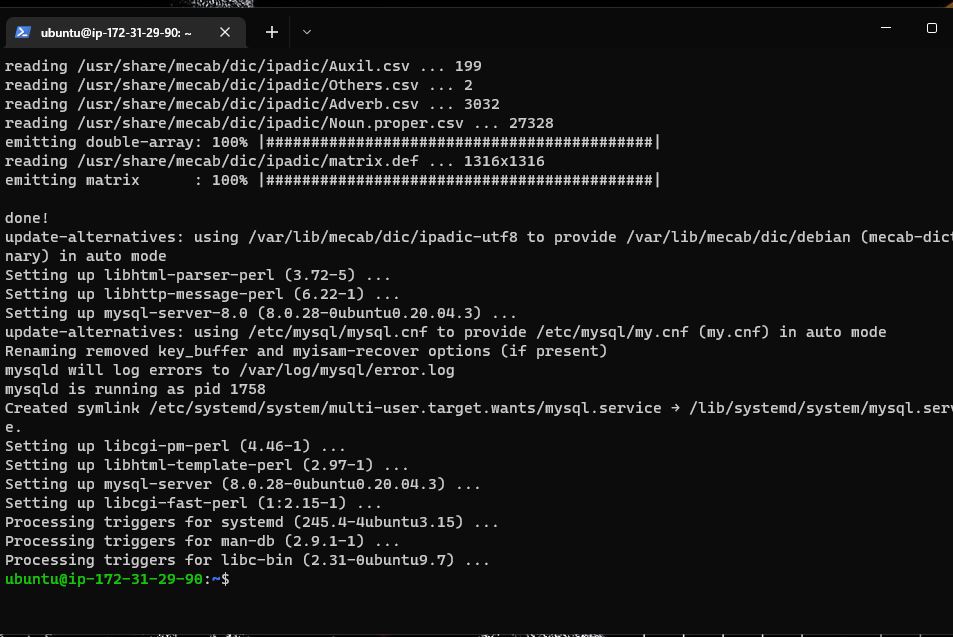 ubuntu@ip-172-31-29-90: ~
reading /usr/share/mecab/dic/ipadic/Auxil.csv ... 199
reading /usr/share/mecab/dic/ipadic/Others.csv ... 2
reading /usr/share/mecab/dic/ipadic/Adverb.csv ... 3032
reading /usr/share/mecab/dic/ipadic/Noun.proper.csv ... 27328
emitting double-array: 100% |###########################################|
reading /usr/share/mecab/dic/ipadic/matrix.def ... 1316x1316
emitting matrix      : 100% |###########################################|
done!
update-alternatives: using /var/lib/mecab/dic/ipadic-utf8 to provide /var/lib/mecab/dic/debian (mecab-dict
nary) in auto mode
Setting up libhtml-parser-perl (3.72-5) ...
Setting up libhttp-message-perl (6.22-1) ...
Setting up mysql-server-8.0 (8.0.28-0ubuntu0.20.04.3) ...
update-alternatives: using /etc/mysql/mysql.cnf to provide /etc/mysql/my.cnf (my.cnf) in auto mode
Renaming removed key_buffer and myisam-recover options (if present)
mysqld will log errors to /var/log/mysql/error.log
mysqld is running as pid 1758
Created symlink /etc/systemd/system/multi-user.target.wants/mysql.service → /lib/systemd/system/mysql.serv
e.
Setting up libcgi-pm-perl (4.46-1) ...
Setting up libhtml-template-perl (2.97-1) ...
Setting up mysql-server (8.0.28-0ubuntu0.20.04.3) ...
Setting up libcgi-fast-perl (1:2.15-1) ...
Processing triggers for systemd (245.4-4ubuntu3.15) ...
Processing triggers for man-db (2.9.1-1) ...
Processing triggers for libc-bin (2.31-0ubuntu9.7) ...
ubuntu@ip-172-31-29-90:~$